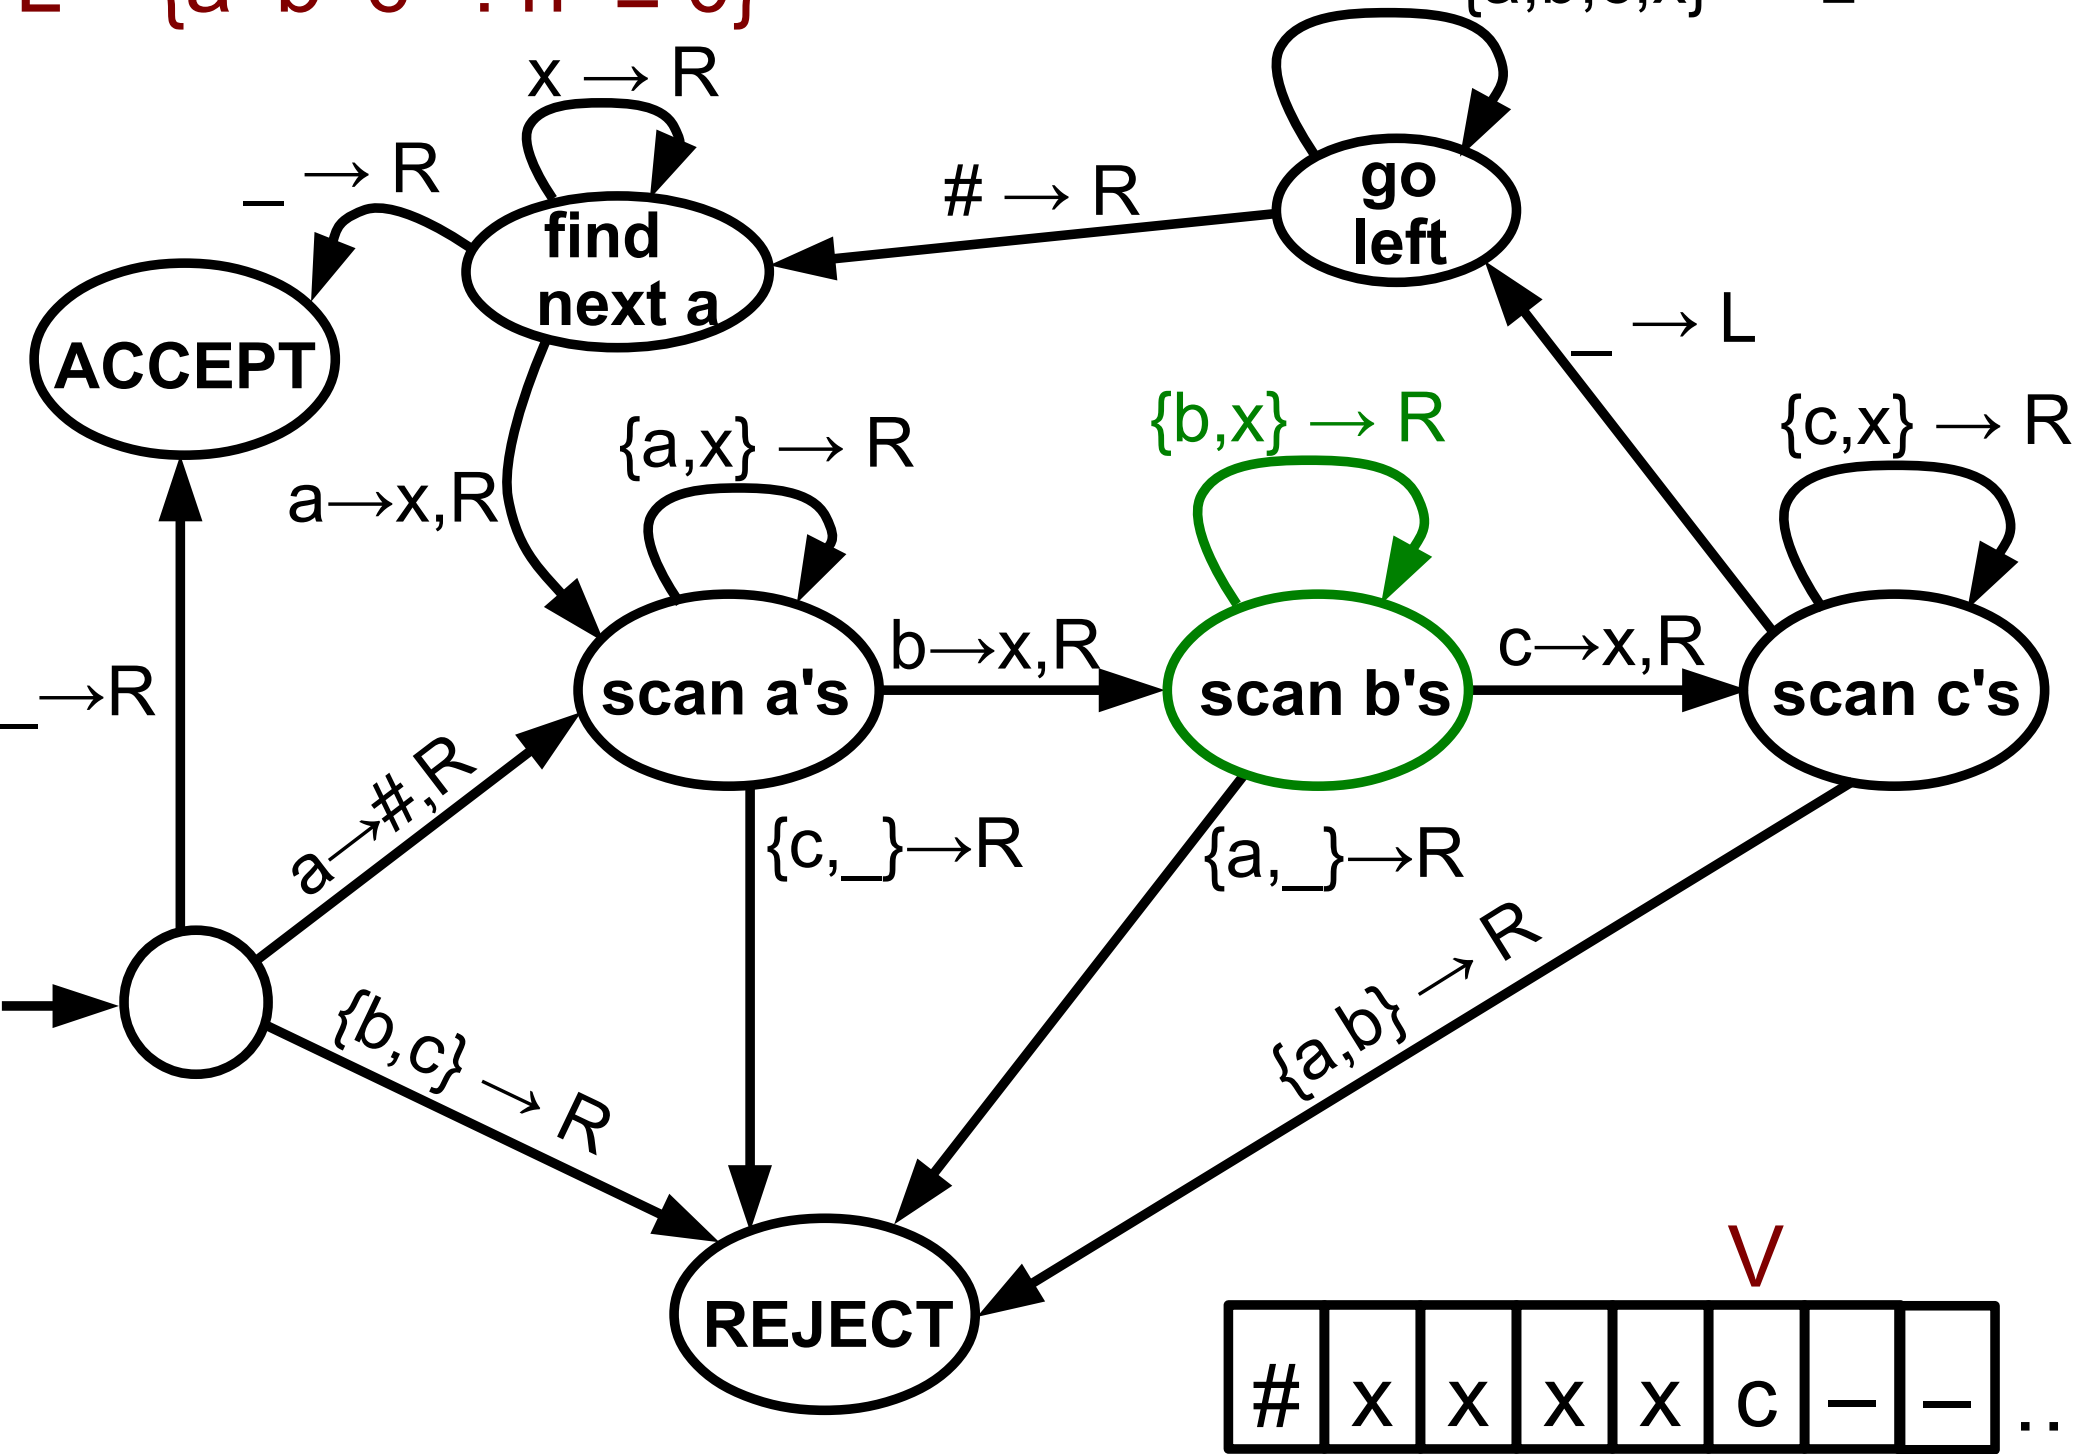 x → R
_ → R
# → R
find
next a
go
left
ACCEPT
_ → L
{a,x} → R
{b,x} → R
{c,x} → R
a→x,R
b→x,R
c→x,R
scan a's
scan b's
scan c's
_→R
a→#,R
{c,_}→R
{a,_}→R
{b,c} → R
{a,b} → R
REJECT
V
# x x x x c _ _ ..